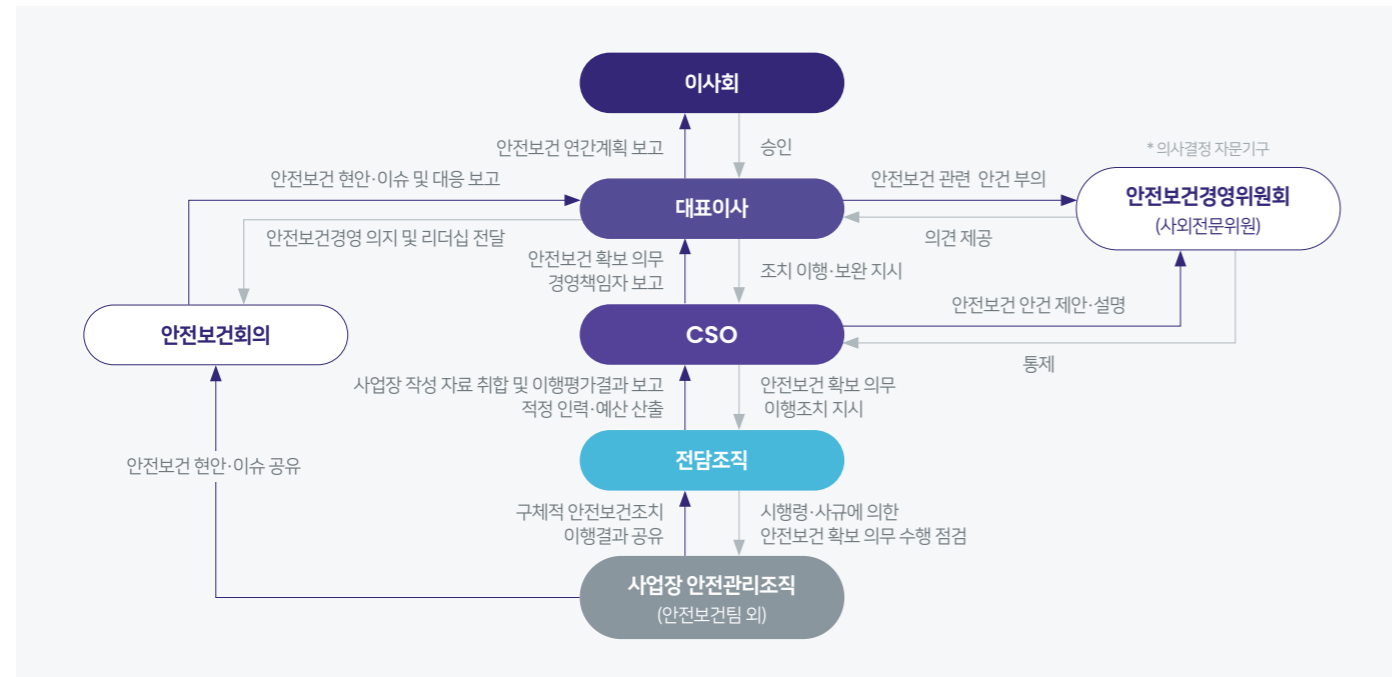 이사회
안전보건 연간계획 보고
승인
* 의사결정 자문기구
안전보건 현안·이슈 및 대응 보고
대표이사
안전보건 관련 안건 부의
안전보건경영위원회
(사외전문위원)
안전보건경영 의지 및 리더십 전달
의견 제공
안전보건 확보 의무
경영책임자 보고
조치 이행·보완 지시
안전보건 안건 제안·설명
안전보건회의
CSO
통제
사업장 작성 자료 취합 및 이행평가결과 보고
적정 인력·예산 산출
안전보건 확보 의무
이행조치 지시
전담조직
안전보건 현안·이슈 공유
구체적 안전보건조치
이행결과 공유
시행령·사규에 의한
안전보건 확보 의무 수행 점검
사업장 안전관리조직
(안전보건팀 외)